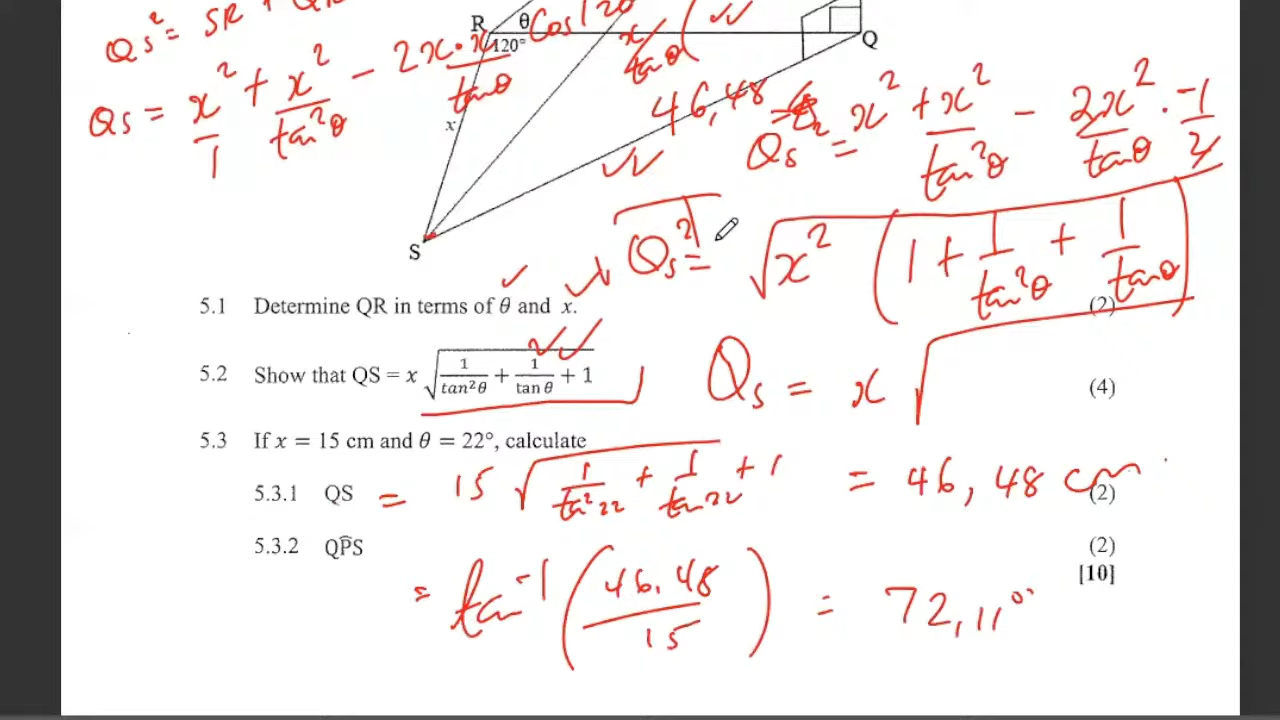 Qs² = SR² + QR
R θ Cos120
120° x/tanθ ( Q
Qs = x²/1 + x²/tan²θ − 2x·x/tanθ
x
46,48
Qs² = x² + x²/tan²θ − 2x²/tanθ · −1/2
√Qs² = √x² (1 + 1/tan²θ + 1/tanθ)
S
5.1 Determine QR in terms of θ and x. (2)
5.2 Show that QS = x √(1/tan²θ + 1/tan θ + 1) (4)
Qs = x √
5.3 If x = 15 cm and θ = 22°, calculate
5.3.1 QS = 15 √(1/tan²22 + 1/tan22 + 1) = 46,48 cm (2)
5.3.2 QP̂S (2)
[10]
= tan⁻¹ (46,48/15) = 72,11°